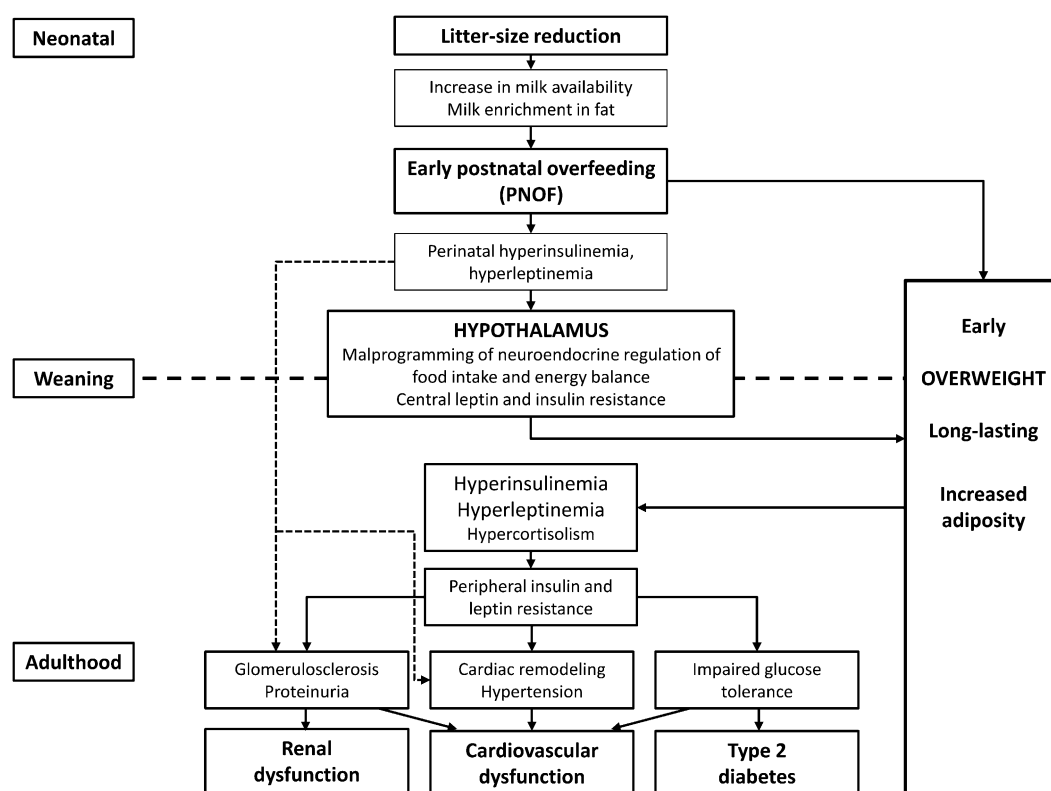 Neonatal
Litter-size reduction
Increase in milk availability
Milk enrichment in fat
Early postnatal overfeeding
(PNOF)
Perinatal hyperinsulinemia,
hyperleptinemia
HYPOTHALAMUS
Malprogramming of neuroendocrine regulation of
food intake and energy balance
Central leptin and insulin resistance
Weaning
Early
OVERWEIGHT
Long-lasting
Increased
adiposity
Hyperinsulinemia
Hyperleptinemia
Hypercortisolism
Peripheral insulin and
leptin resistance
Adulthood
Glomerulosclerosis
Proteinuria
Cardiac remodeling
Hypertension
Impaired glucose
tolerance
Renal
dysfunction
Cardiovascular
dysfunction
Type 2
diabetes